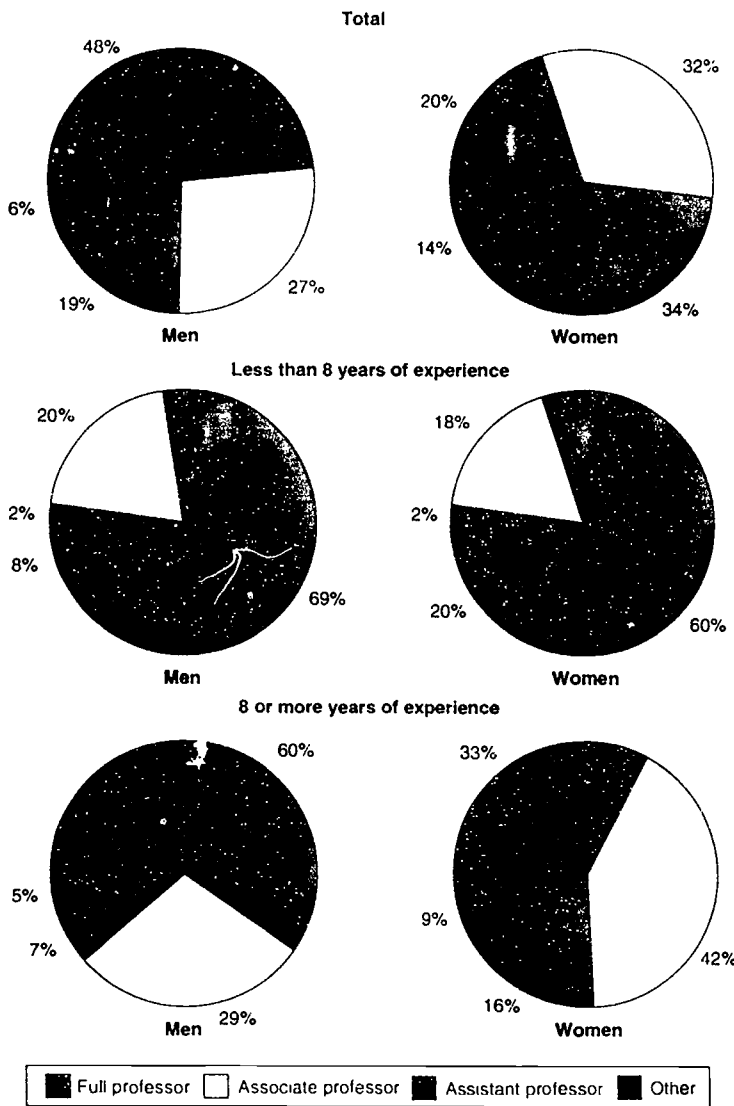 Total
48%
32%
20%
6%
14%
27%
19%
34%
Men
Women
Less than 8 years of experience
20%
18%
2%
2%
8%
20%
69%
60%
Men
Women
8 or more years of experience
60%
33%
5%
9%
7%
42%
29%
16%
Men
Women
Full professor Associate professor Assistant professor Other